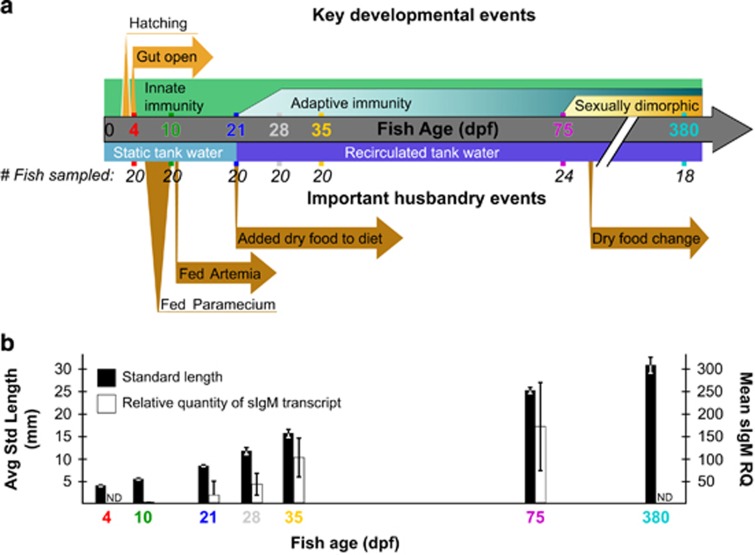 a
Key developmental events
Hatching
Gut open
Innate
immunity
Adaptive immunity
Sexually dimorphic
0 4 10 21 28 35 Fish Age (dpf) 75 380
Static tank water
Recirculated tank water
# Fish sampled: 20 20 20 20 20 24 18
Important husbandry events
Added dry food to diet
Dry food change
Fed Artemia
Fed Paramecium
b
Standard length
Relative quantity of sIgM transcript
Avg Std Length
(mm)
30
25
20
15
10
5
300
250
200
150
100
50
Mean sIgM RQ
ND
ND
4 10 21 28 35 75 380
Fish age (dpf)